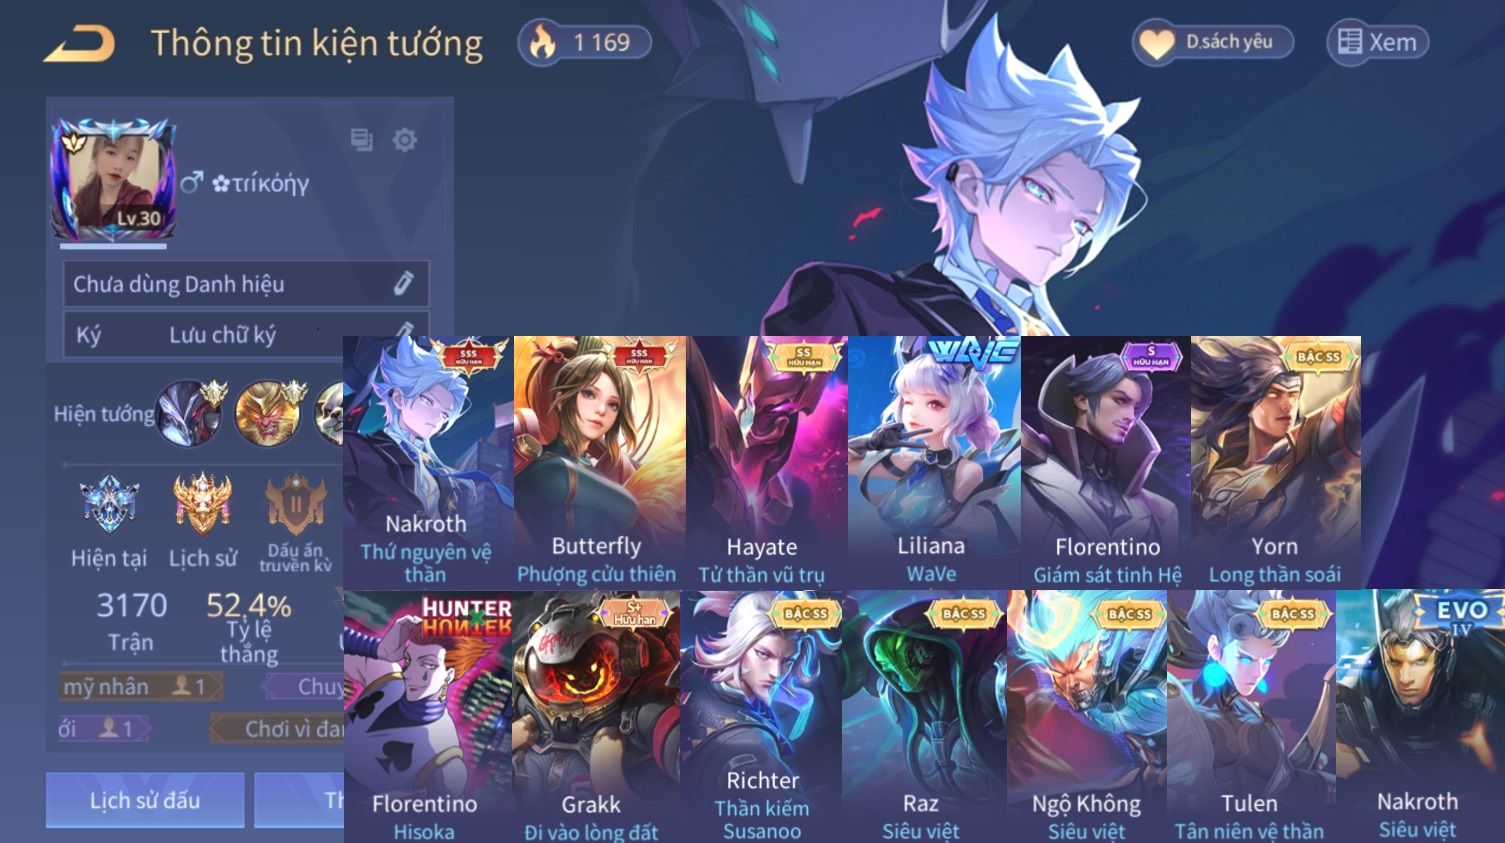 Thông tin kiện tướng
1 169
D.sách yêu
Xem
✿τríκóήγ
Lv.30
Chưa dùng Danh hiệu
Ký Lưu chữ ký
Hiện tướng
Hiện tại
Lịch sử
Dấu ấn
truyền kỳ
3170
Trận
52,4%
Tỷ lệ
thắng
mỹ nhân 1
Chuy
ới 1
Chơi vì đa
Lịch sử đấu
Th
SSS
HỮU HẠN
Nakroth
Thứ nguyên vệ
thần
SSS
HỮU HẠN
Butterfly
Phượng cửu thiên
SS
HỮU HẠN
Hayate
Tử thần vũ trụ
WAVE
Liliana
WaVe
S
HỮU HẠN
Florentino
Giám sát tinh Hệ
BẬC SS
Yorn
Long thần soái
HUNTER
HUNTER
Florentino
Hisoka
S+
Hữu hạn
Grakk
Đi vào lòng đất
BẬC SS
Richter
Thần kiếm
Susanoo
BẬC SS
Raz
Siêu việt
BẬC SS
Ngộ Không
Siêu việt
BẬC SS
Tulen
Tân niên vệ thần
EVO
IV
Nakroth
Siêu việt